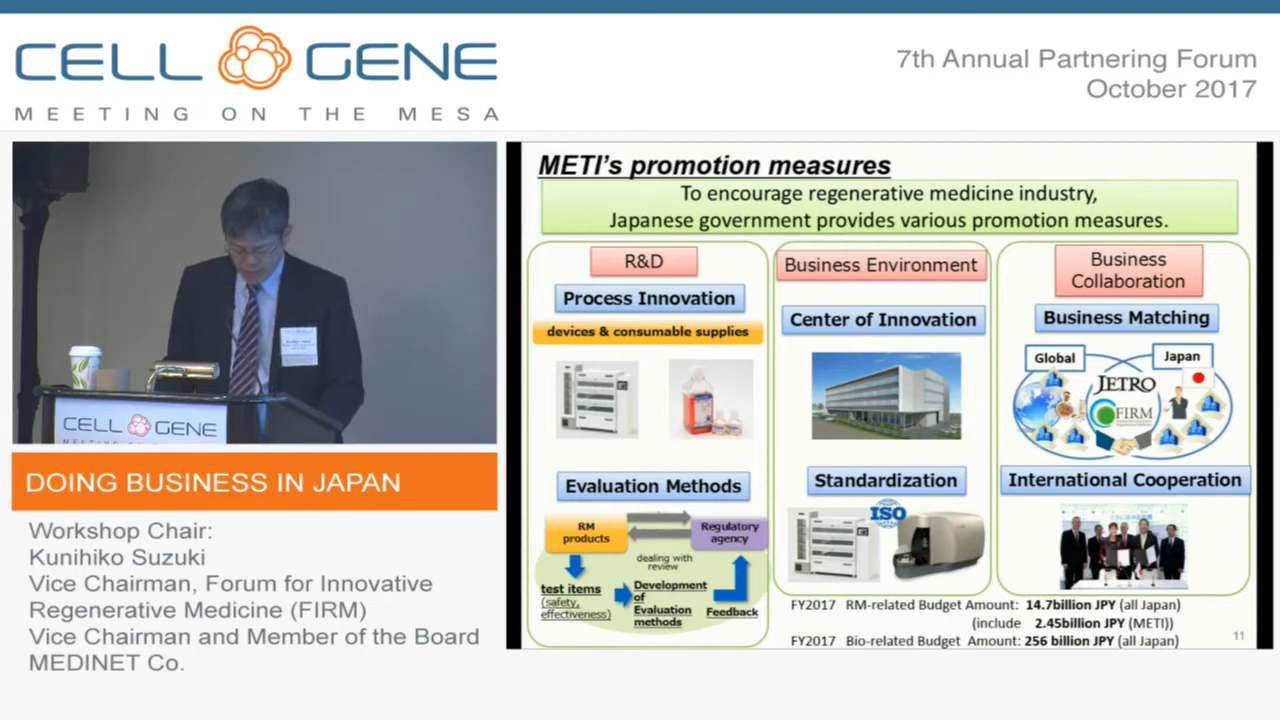 CELL GENE
MEETING ON THE MESA
7th Annual Partnering Forum
October 2017
CELL GENE
DOING BUSINESS IN JAPAN
Workshop Chair:
Kunihiko Suzuki
Vice Chairman, Forum for Innovative
Regenerative Medicine (FIRM)
Vice Chairman and Member of the Board
MEDINET Co.
METI's promotion measures
To encourage regenerative medicine industry,
Japanese government provides various promotion measures.
R&D
Process Innovation
devices & consumable supplies
Evaluation Methods
RM
products
Regulatory
agency
dealing with
review
test items
(safety,
effectiveness)
Development
of
Evaluation
methods
Feedback
Business Environment
Center of Innovation
Standardization
ISO
Business
Collaboration
Business Matching
Global
Japan
JETRO
FIRM
International Cooperation
FY2017 RM-related Budget Amount: 14.7billion JPY (all Japan)
(include 2.45billion JPY (METI))
FY2017 Bio-related Budget Amount: 256 billion JPY (all Japan)
11